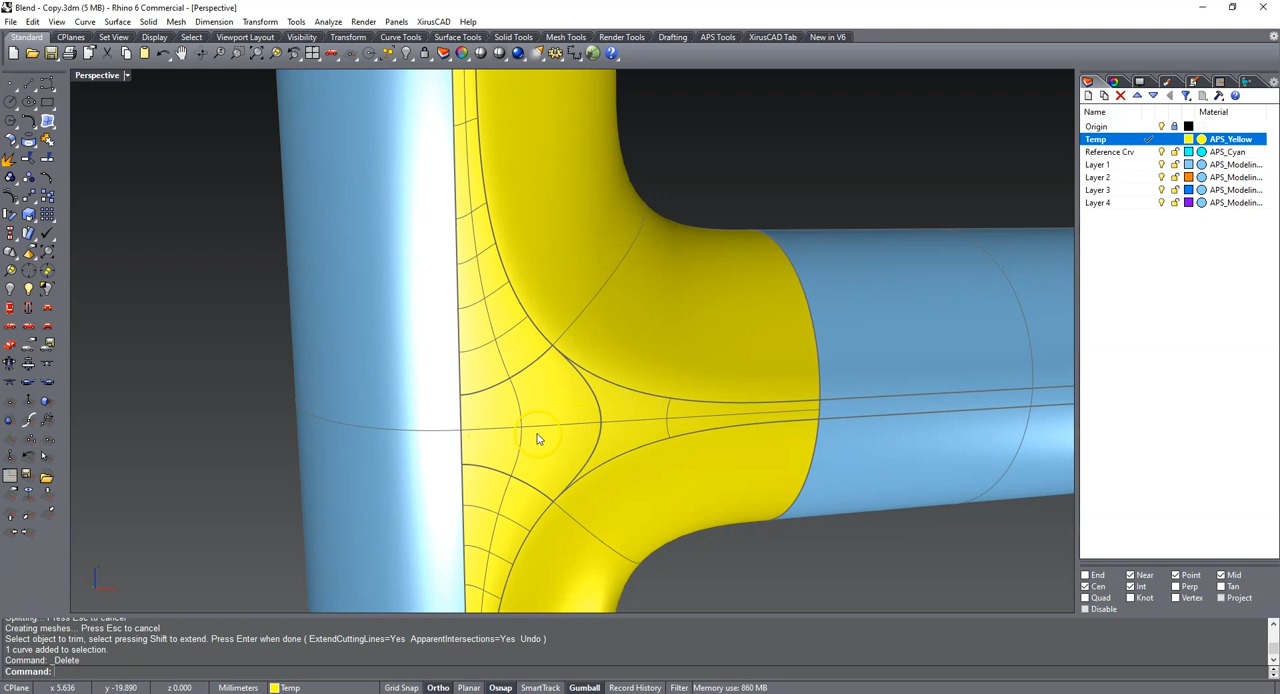 Blend - Copy.3dm (5 MB) - Rhino 6 Commercial - [Perspective]
File Edit View Curve Surface Solid Mesh Dimension Transform Tools Analyze Render Panels XirusCAD Help
Standard CPlanes Set View Display Select Viewport Layout Visibility Transform Curve Tools Surface Tools Solid Tools Mesh Tools Render Tools Drafting APS Tools XirusCAD Tab New in V6
Perspective
Name Material
Origin
Temp APS_Yellow
Reference Crv APS_Cyan
Layer 1 APS_Modelin...
Layer 2 APS_Modelin...
Layer 3 APS_Modelin...
Layer 4 APS_Modelin...
End Near Point Mid
Cen Int Perp Tan
Quad Knot Vertex Project
Disable
Splitting... Press Esc to cancel
Creating meshes... Press Esc to cancel
Select object to trim, select pressing Shift to extend. Press Enter when done ( ExtendCuttingLines=Yes ApparentIntersections=Yes Undo )
1 curve added to selection.
Command: _Delete
Command:
CPlane x 5.636 y -19.890 z 0.000 Millimeters Temp Grid Snap Ortho Planar Osnap SmartTrack Gumball Record History Filter Memory use: 860 MB